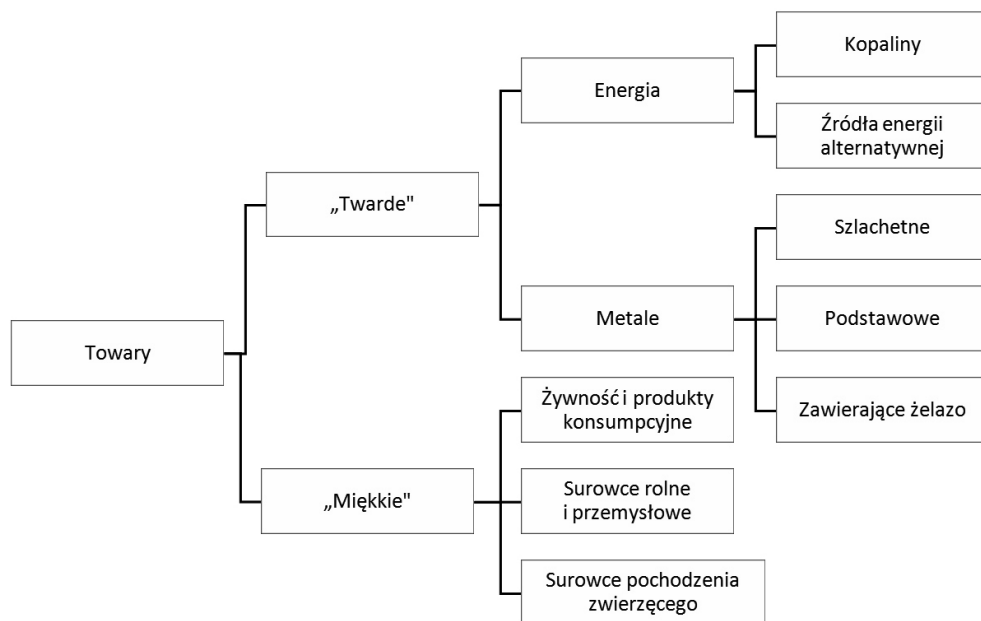 Towary
„Twarde"
Energia
Kopaliny
Źródła energii
alternatywnej
Metale
Szlachetne
Podstawowe
Zawierające żelazo
„Miękkie"
Żywność i produkty
konsumpcyjne
Surowce rolne
i przemysłowe
Surowce pochodzenia
zwierzęcego